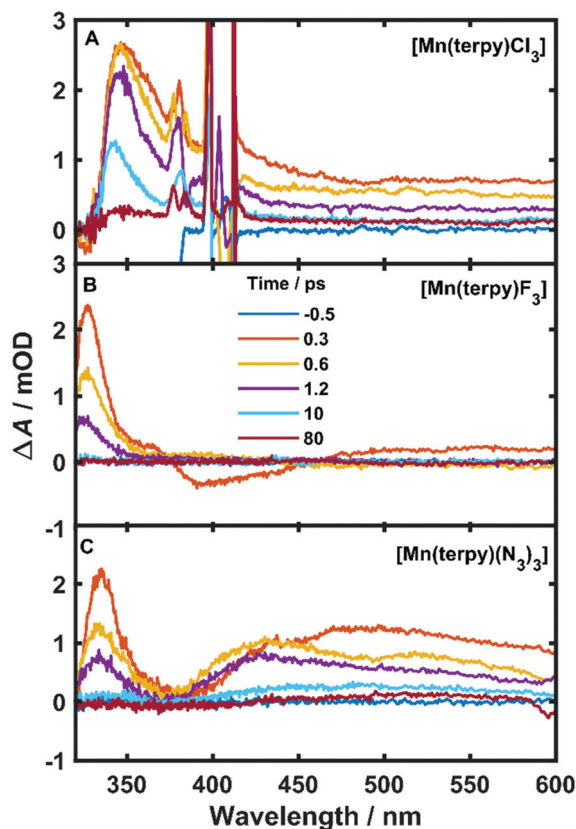 A
[Mn(terpy)Cl3]
3
2
1
0
3
B
[Mn(terpy)F3]
Time / ps
-0.5
0.3
0.6
1.2
10
80
2
1
0
-1
ΔA / mOD
C
[Mn(terpy)(N3)3]
2
1
0
-1
350 400 450 500 550 600
Wavelength / nm